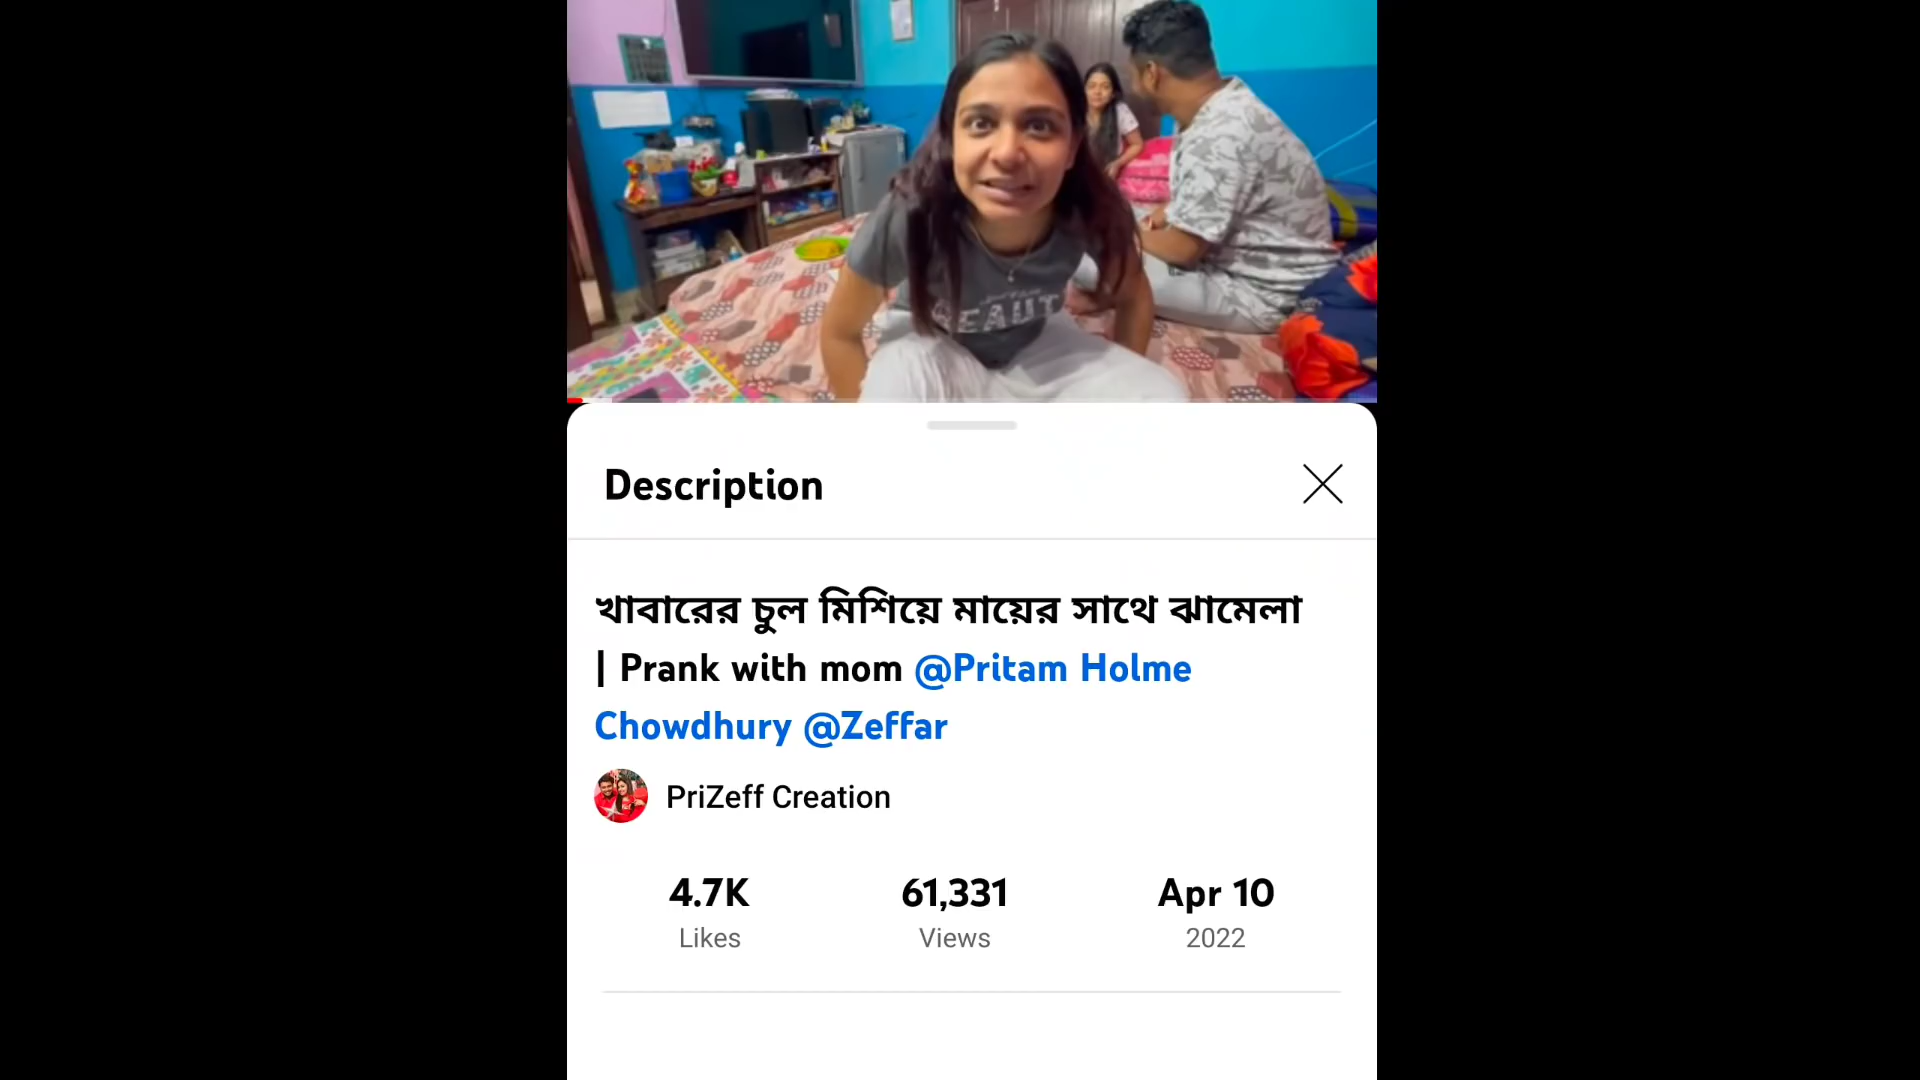 BEAUT
Description
খাবারের চুল মিশিয়ে মায়ের সাথে ঝামেলা
| Prank with mom @Pritam Holme
Chowdhury @Zeffar
PriZeff Creation
4.7K 61,331 Apr 10
Likes Views 2022